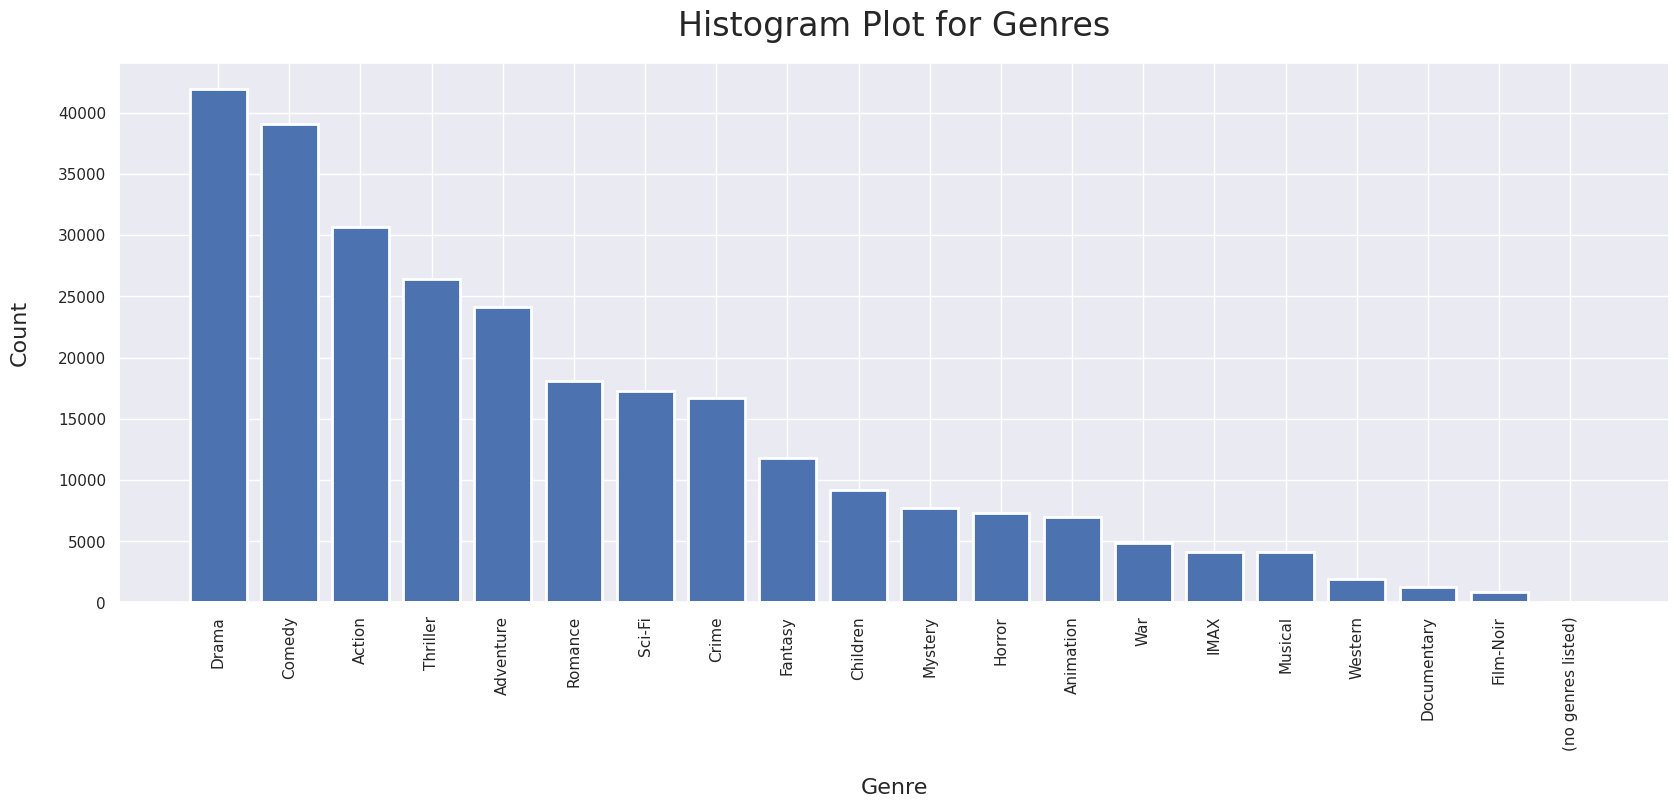 Histogram Plot for Genres
Count
40000
35000
30000
25000
20000
15000
10000
5000
0
Drama
Comedy
Action
Thriller
Adventure
Romance
Sci-Fi
Crime
Fantasy
Children
Mystery
Horror
Animation
War
IMAX
Musical
Western
Documentary
Film-Noir
(no genres listed)
Genre